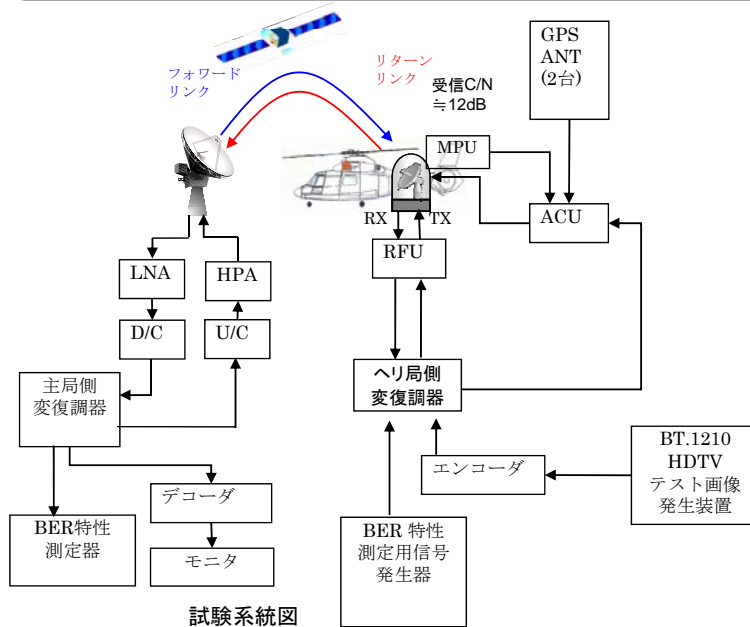 フォワード
リンク
リターン
リンク
受信C/N
≒12dB
GPS
ANT
(2台)
MPU
RX
TX
ACU
RFU
LNA
HPA
D/C
U/C
主局側
変復調器
ヘリ局側
変復調器
BT.1210
HDTV
テスト画像
発生装置
エンコーダ
デコーダ
BER特性
測定器
モニタ
BER 特性
測定用信号
発生器
試験系統図